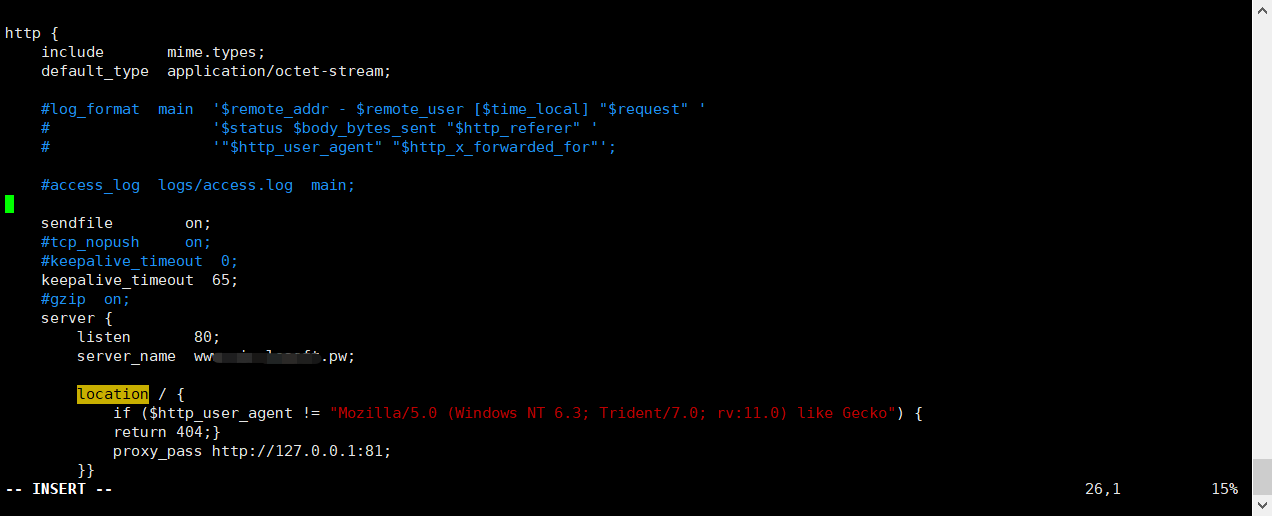 http {
    include       mime.types;
    default_type  application/octet-stream;
    #log_format  main  '$remote_addr - $remote_user [$time_local] "$request" '
    #                  '$status $body_bytes_sent "$http_referer" '
    #                  '"$http_user_agent" "$http_x_forwarded_for"';
    #access_log  logs/access.log  main;
    sendfile        on;
    #tcp_nopush     on;
    #keepalive_timeout  0;
    keepalive_timeout  65;
    #gzip  on;
    server {
        listen       80;
        server_name  .pw;
        location / {
            if ($http_user_agent != "Mozilla/5.0 (Windows NT 6.3; Trident/7.0; rv:11.0) like Gecko") {
            return 404;}
            proxy_pass http://127.0.0.1:81;
        }}
-- INSERT -- 26,1 15%